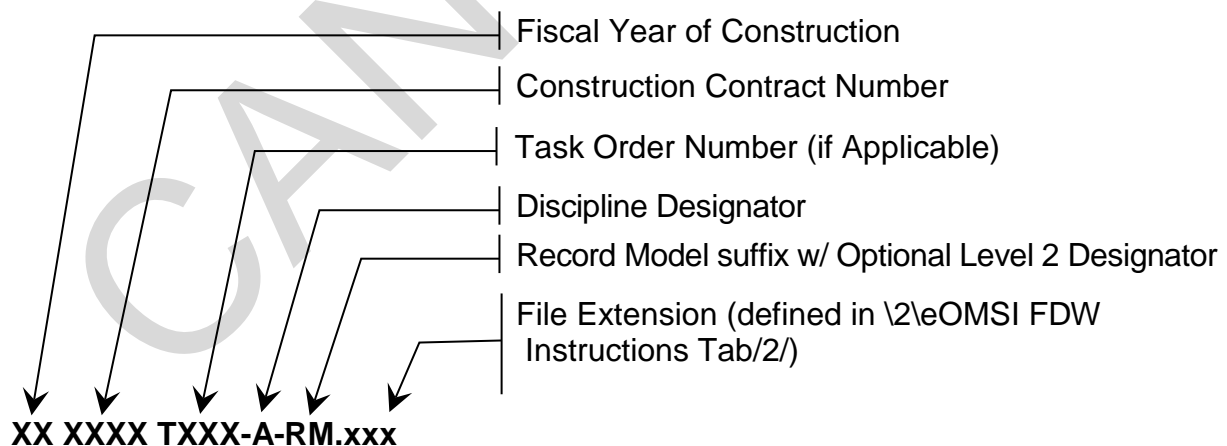 Fiscal Year of Construction
Construction Contract Number
Task Order Number (if Applicable)
Discipline Designator
Record Model suffix w/ Optional Level 2 Designator
File Extension (defined in \2\eOMSI FDW
Instructions Tab/2/)
XX XXXX TXXX-A-RM.xxx
CAN